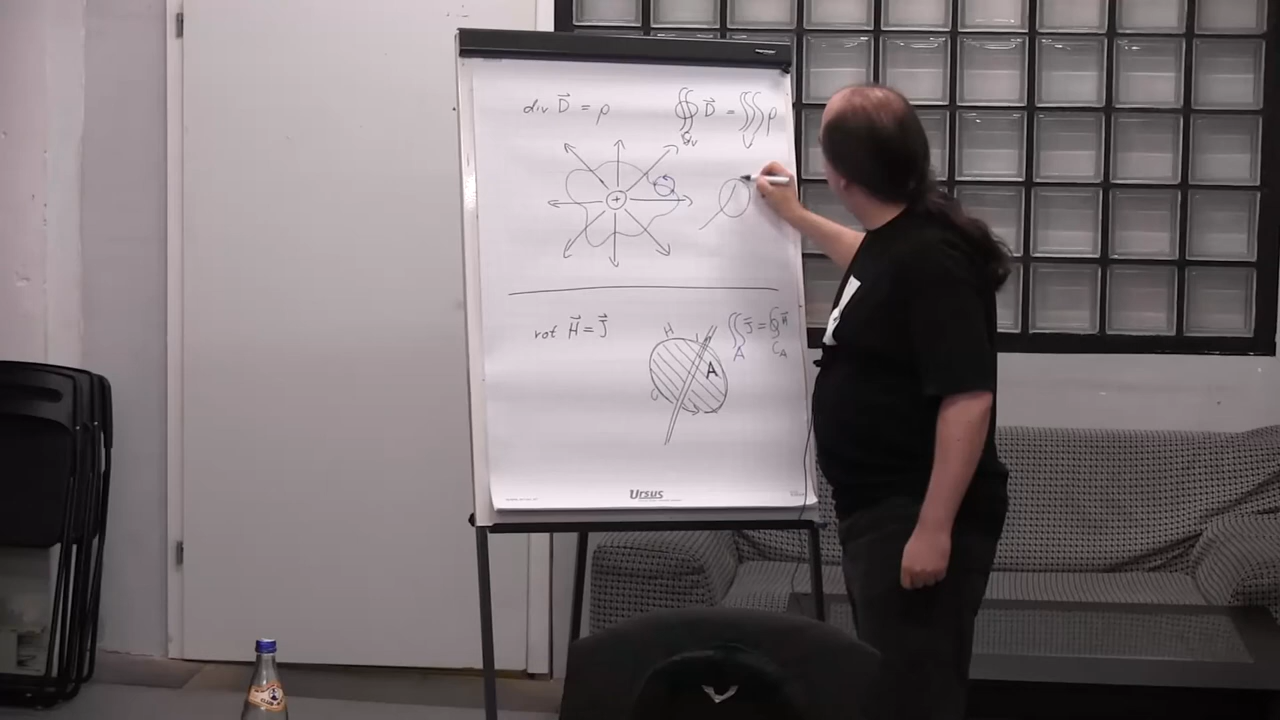 div D⃗ = ρ
∯ D⃗ = ∭ ρ
V
+
rot H⃗ = J⃗
∬ J⃗ = ∮ H⃗
A C_A
H
A
Ursus